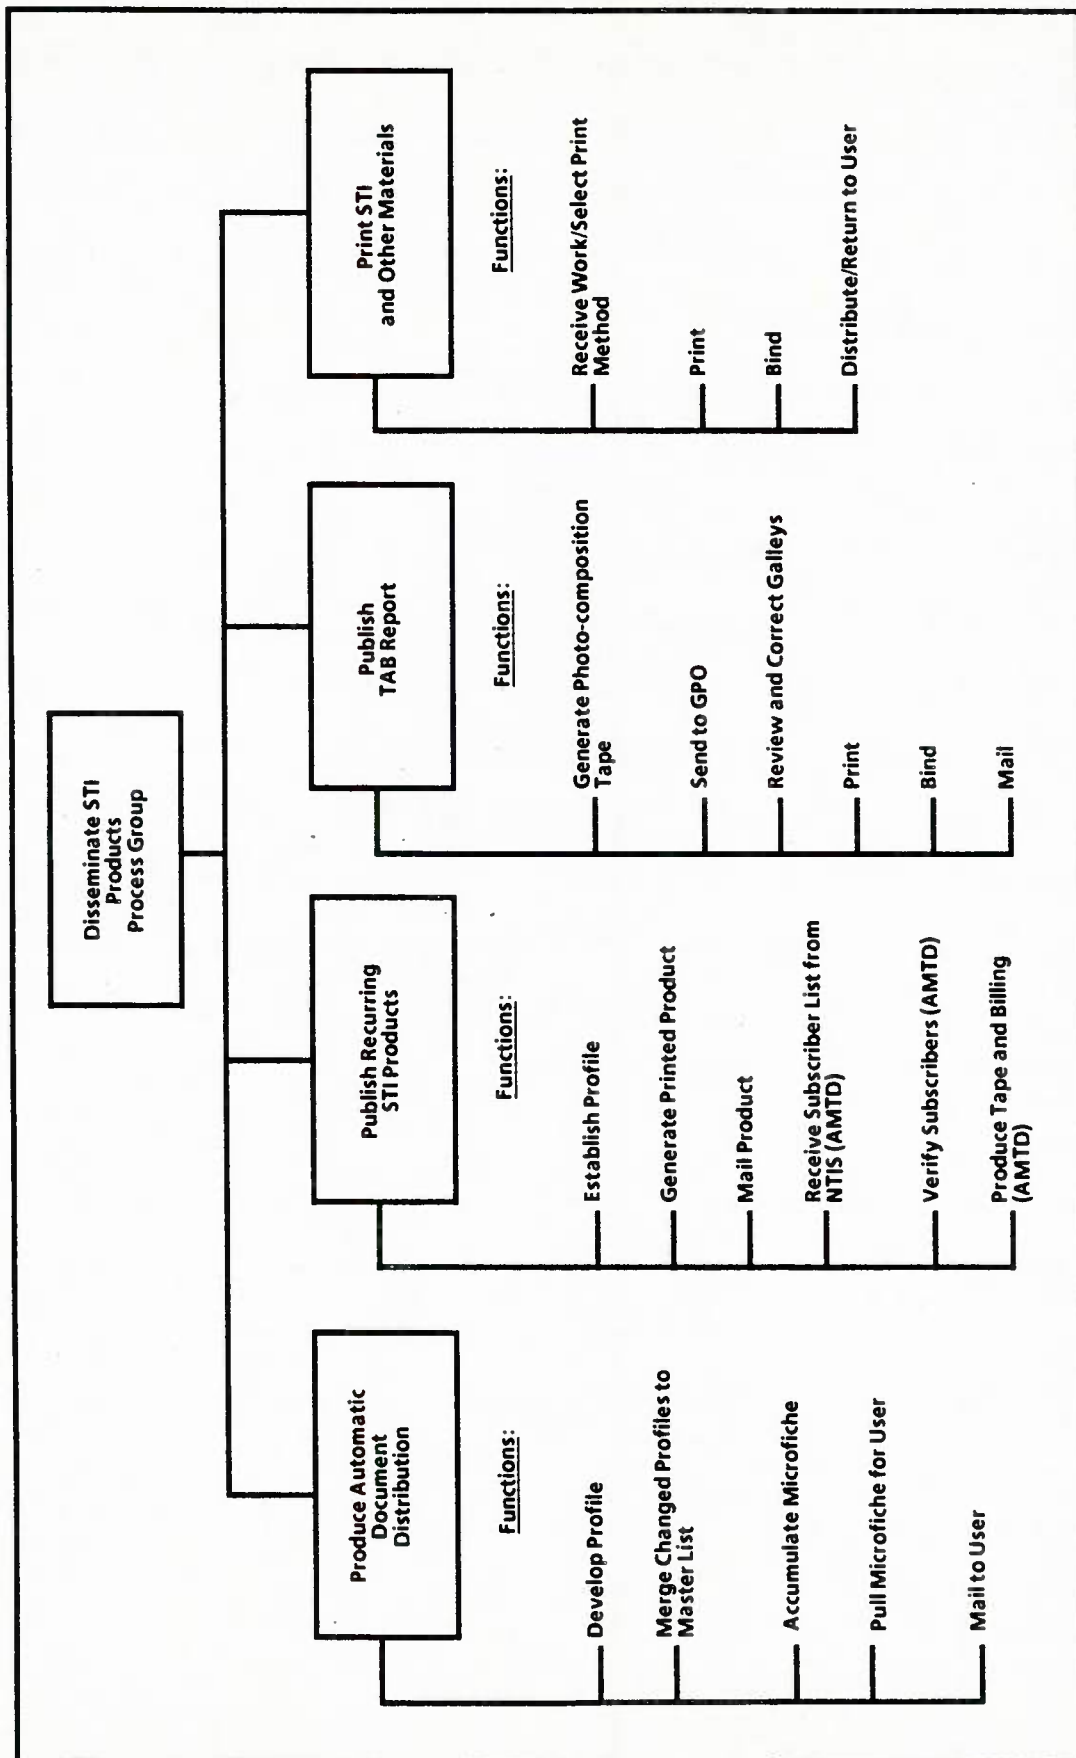 Disseminate STI
Products
Process Group
Produce Automatic
Document
Distribution
Functions:
Develop Profile
Merge Changed Profiles to
Master List
Accumulate Microfiche
Pull Microfiche for User
Mail to User
Publish Recurring
STI Products
Functions:
Establish Profile
Generate Printed Product
Mail Product
Receive Subscriber List from
NTIS (AMTD)
Verify Subscribers (AMTD)
Produce Tape and Billing
(AMTD)
Publish
TAB Report
Functions:
Generate Photo-composition
Tape
Send to GPO
Review and Correct Galleys
Print
Bind
Mail
Print STI
and Other Materials
Functions:
Receive Work/Select Print
Method
Print
Bind
Distribute/Return to User